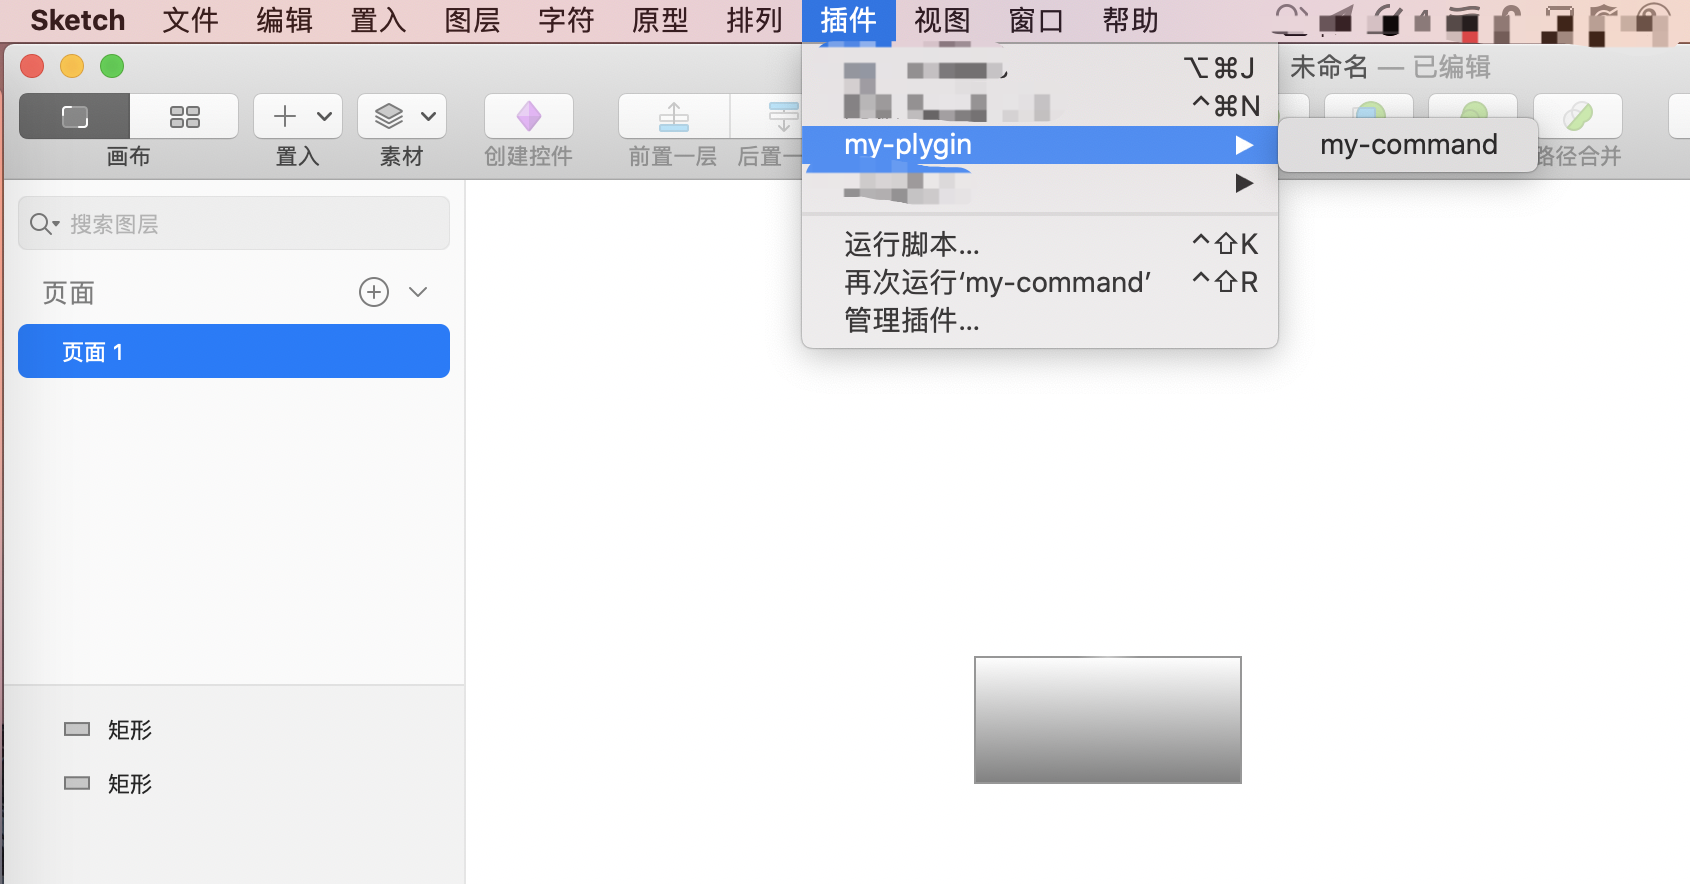 Sketch 文件 编辑 置入 图层 字符 原型 排列 插件 视图 窗口 帮助
⌥⌘J
未命名 — 已编辑
^⌘N
my-plygin
my-command
画布 置入 素材 创建控件 前置一层 后置一 路径合并
搜索图层
运行脚本... ^⇧K
再次运行‘my-command’ ^⇧R
管理插件...
页面
页面 1
矩形
矩形